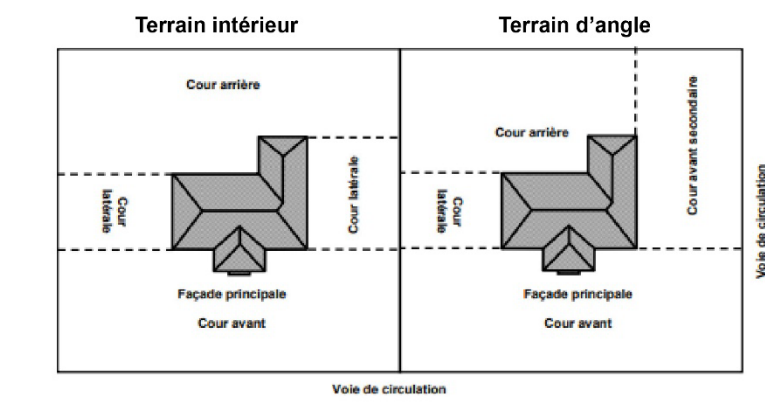 Terrain intérieur
Terrain d'angle
Cour arrière
Cour
latérale
Cour latérale
Façade principale
Cour avant
Cour arrière
Cour
latérale
Cour avant secondaire
Façade principale
Cour avant
Voie de circulation
Voie de circulation